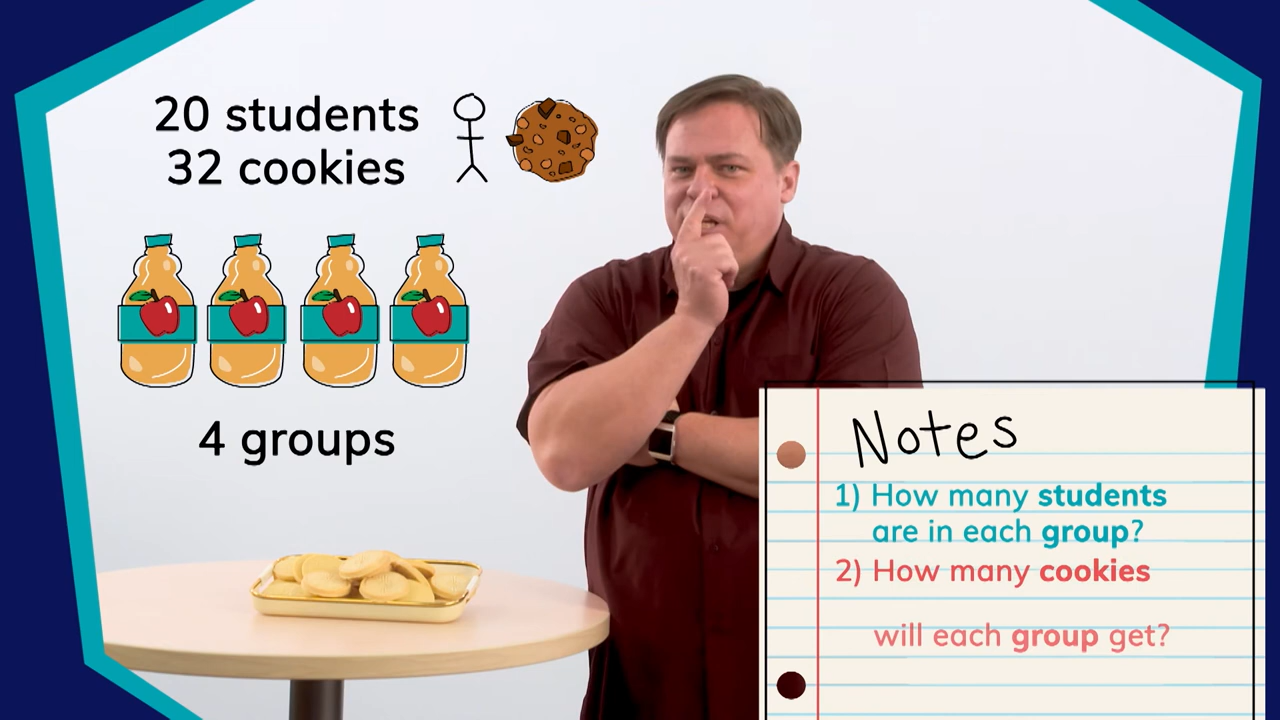 20 students
32 cookies
4 groups
Notes
1) How many students
are in each group?
2) How many cookies
will each group get?